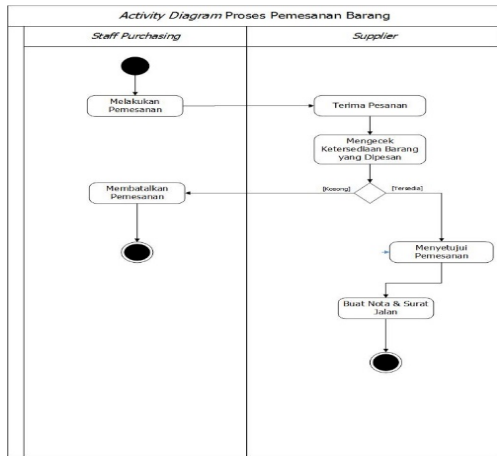 Activity Diagram Proses Pemesanan Barang
Staff Purchasing
Supplier
Melakukan
Pemesanan
Terima Pesanan
Mengecek
Ketersediaan Barang
yang Dipesan
Membatalkan
Pemesanan
[Kosong]
[Tersedia]
Menyetujui
Pemesanan
Buat Nota & Surat
Jalan